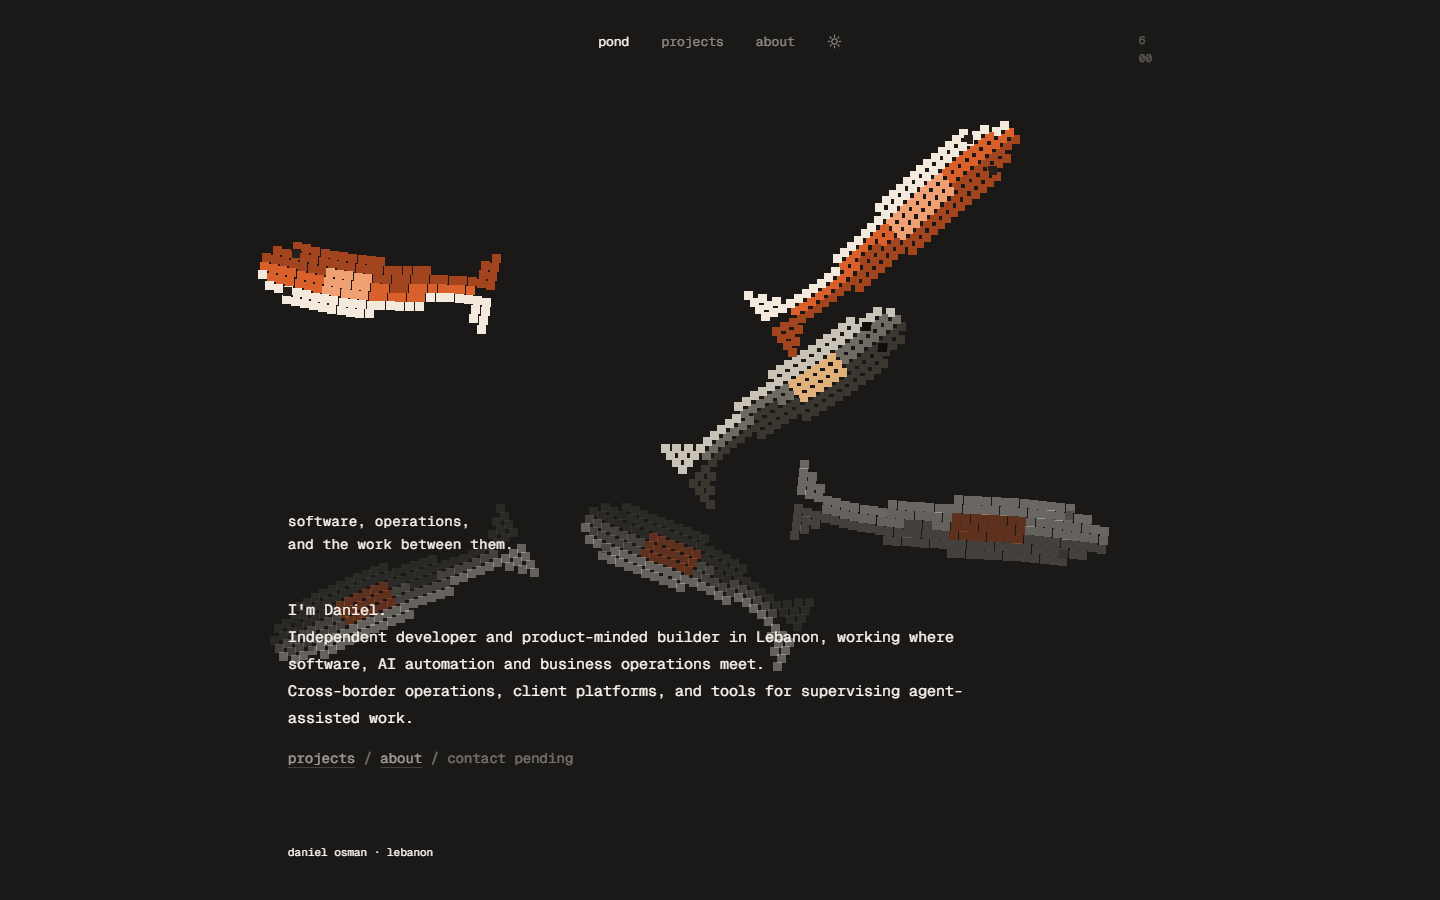 pond projects about
6
00
software, operations,
and the work between them.
I'm Daniel.
Independent developer and product-minded builder in Lebanon, working where
software, AI automation and business operations meet.
Cross-border operations, client platforms, and tools for supervising agent-
assisted work.
projects / about / contact pending
daniel osman · lebanon